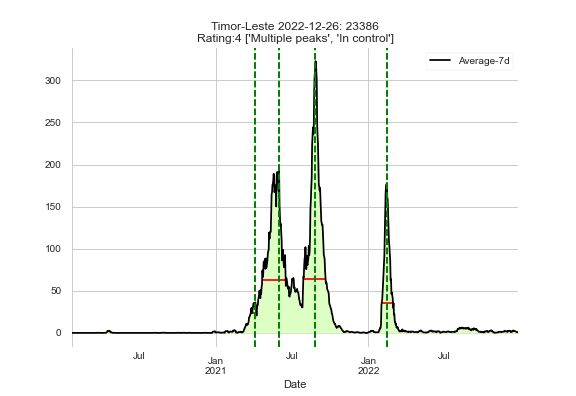 Timor-Leste 2022-12-26: 23386
Rating:4 ['Multiple peaks', 'In control']
Average-7d
300
250
200
150
100
50
0
Jul
Jan
2021
Jul
Jan
2022
Jul
Date